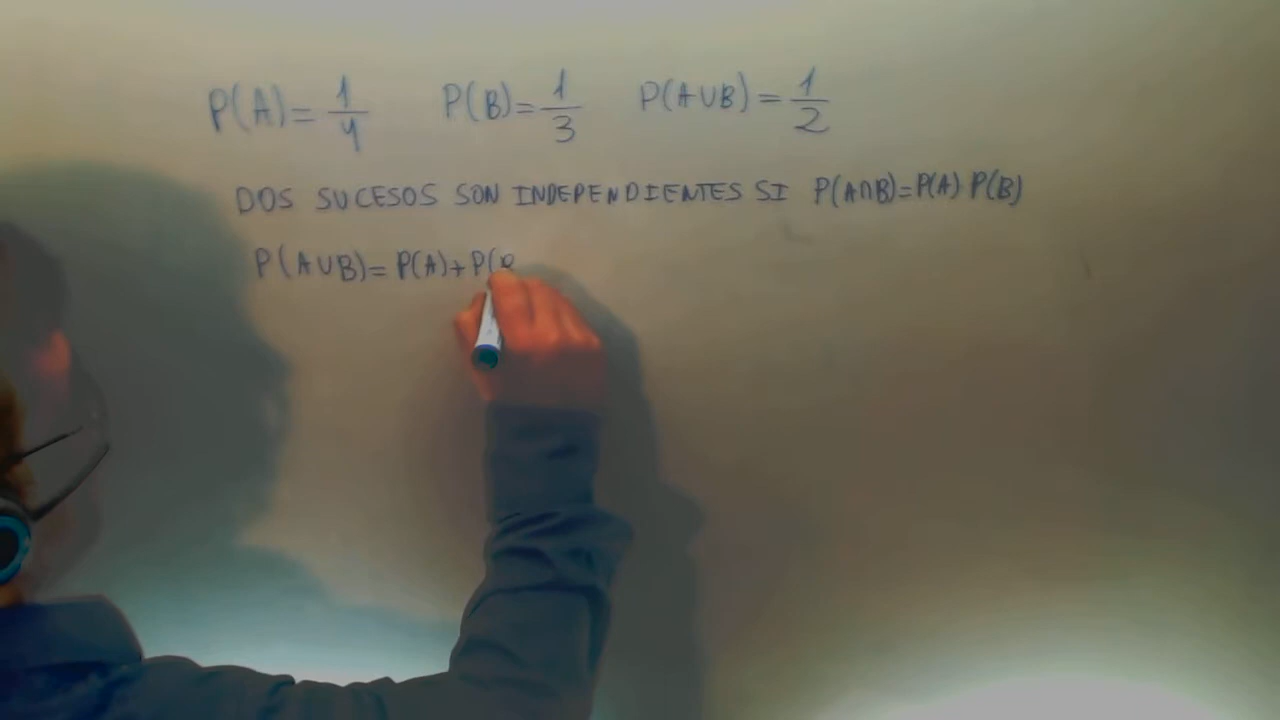 P(A)=1/4 P(B)=1/3 P(A∪B)=1/2
DOS SUCESOS SON INDEPENDIENTES SI P(A∩B)=P(A) P(B)
P(A∪B)=P(A)+P(B